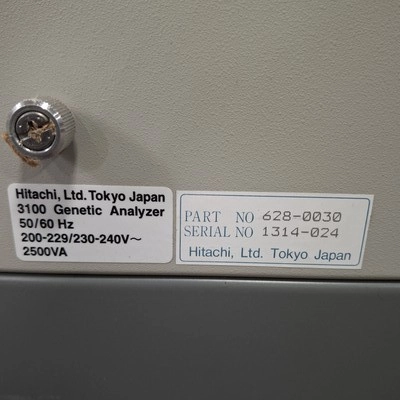 Hitachi, Ltd. Tokyo Japan
3100 Genetic Analyzer
50/60 Hz
200-229/230-240V~
2500VA
PART NO 628-0030
SERIAL NO 1314-024
Hitachi, Ltd. Tokyo Japan